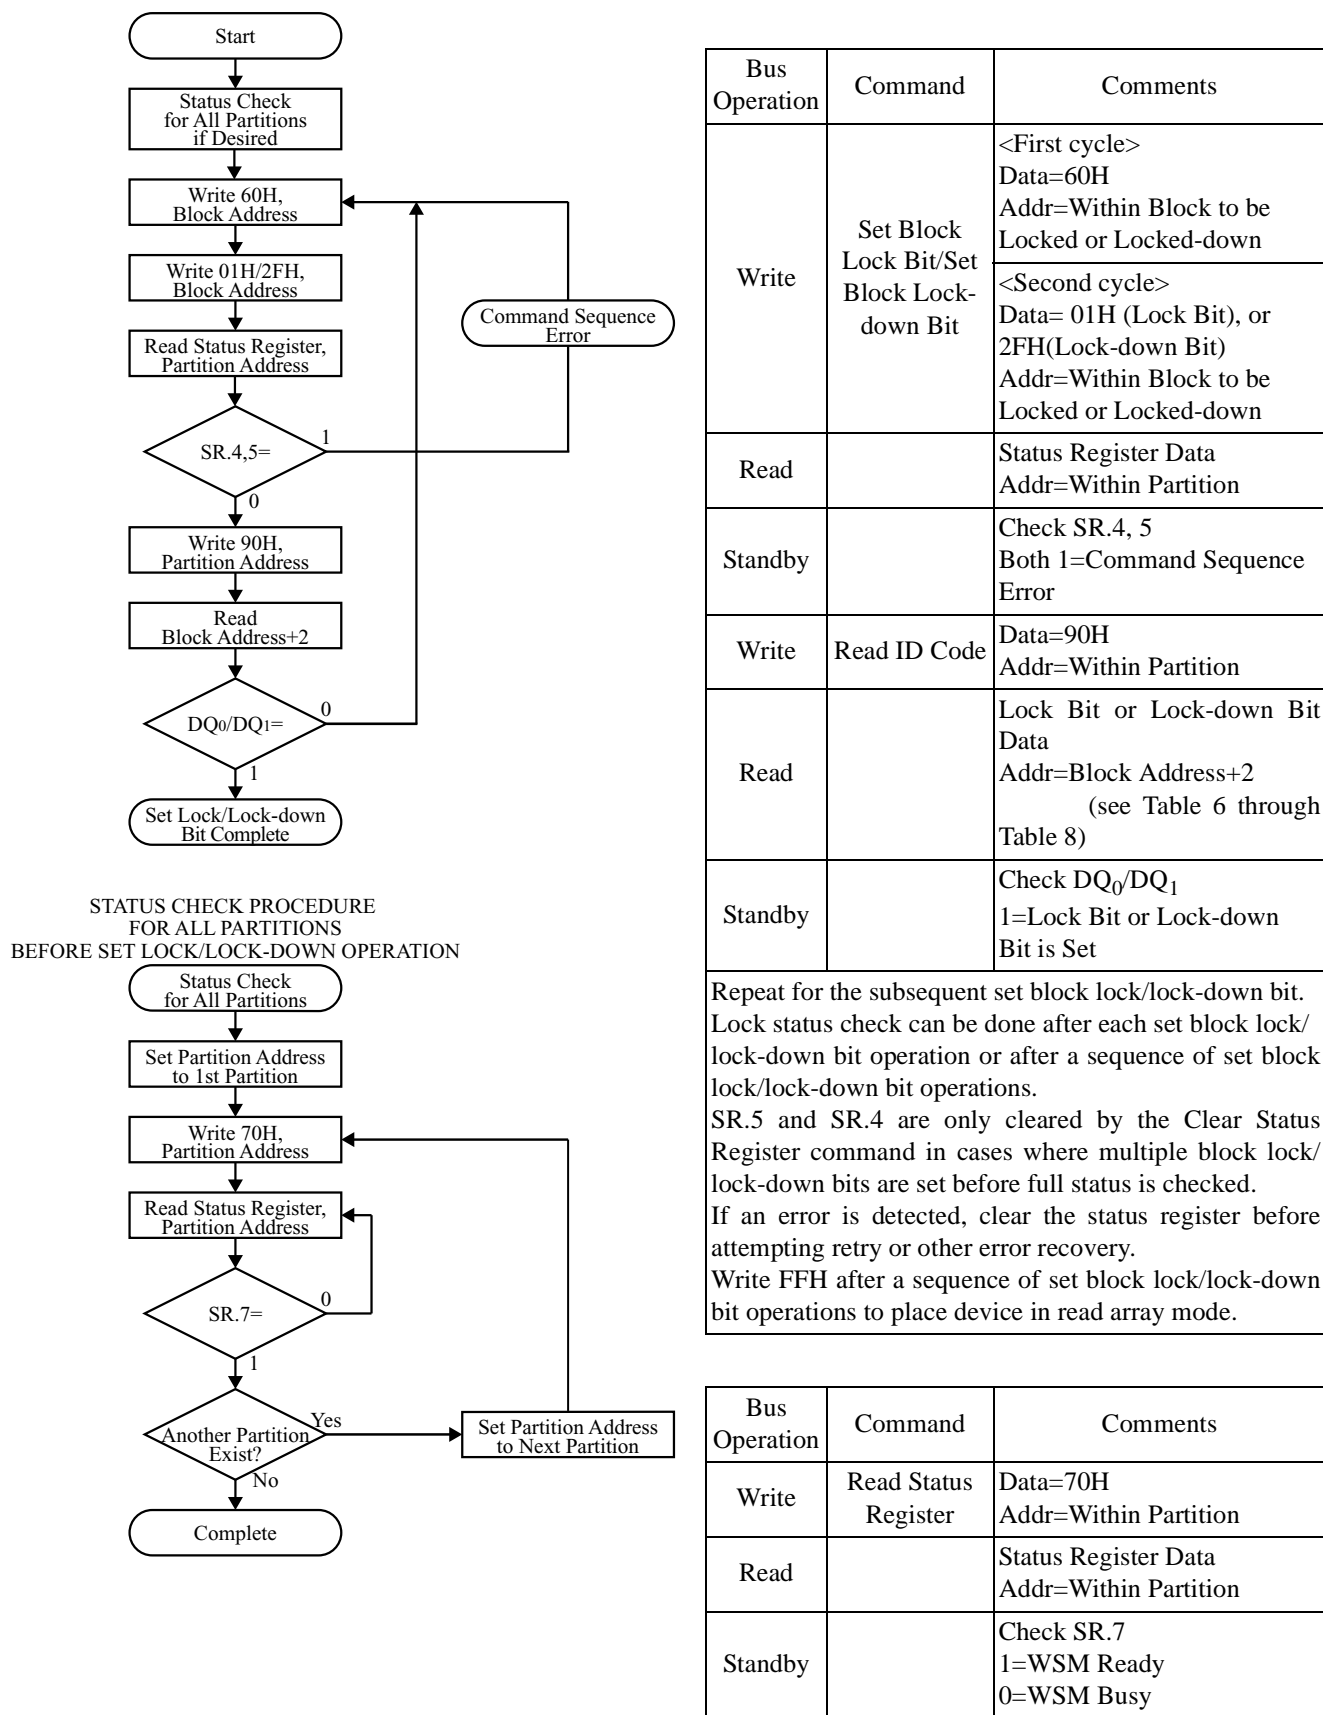 Start
Status Check
for All Partitions
if Desired
Write 60H,
Block Address
Write 01H/2FH,
Block Address
Command Sequence
Error
Read Status Register,
Partition Address
SR.4,5=
1
0
Write 90H,
Partition Address
Read
Block Address+2
DQ0/DQ1=
0
1
Set Lock/Lock-down
Bit Complete
STATUS CHECK PROCEDURE
FOR ALL PARTITIONS
BEFORE SET LOCK/LOCK-DOWN OPERATION
Status Check
for All Partitions
Set Partition Address
to 1st Partition
Write 70H,
Partition Address
Read Status Register,
Partition Address
SR.7=
0
1
Another Partition
Exist?
Yes
No
Set Partition Address
to Next Partition
Complete
Bus
Operation
Command
Comments
Write
Set Block
Lock Bit/Set
Block Lock-
down Bit
<First cycle>
Data=60H
Addr=Within Block to be
Locked or Locked-down
<Second cycle>
Data= 01H (Lock Bit), or
2FH(Lock-down Bit)
Addr=Within Block to be
Locked or Locked-down
Read
Status Register Data
Addr=Within Partition
Standby
Check SR.4, 5
Both 1=Command Sequence
Error
Write
Read ID Code
Data=90H
Addr=Within Partition
Read
Lock Bit or Lock-down Bit
Data
Addr=Block Address+2
(see Table 6 through
Table 8)
Standby
Check DQ0/DQ1
1=Lock Bit or Lock-down
Bit is Set
Repeat for the subsequent set block lock/lock-down bit.
Lock status check can be done after each set block lock/
lock-down bit operation or after a sequence of set block
lock/lock-down bit operations.
SR.5 and SR.4 are only cleared by the Clear Status
Register command in cases where multiple block lock/
lock-down bits are set before full status is checked.
If an error is detected, clear the status register before
attempting retry or other error recovery.
Write FFH after a sequence of set block lock/lock-down
bit operations to place device in read array mode.
Bus
Operation
Command
Comments
Write
Read Status
Register
Data=70H
Addr=Within Partition
Read
Status Register Data
Addr=Within Partition
Standby
Check SR.7
1=WSM Ready
0=WSM Busy